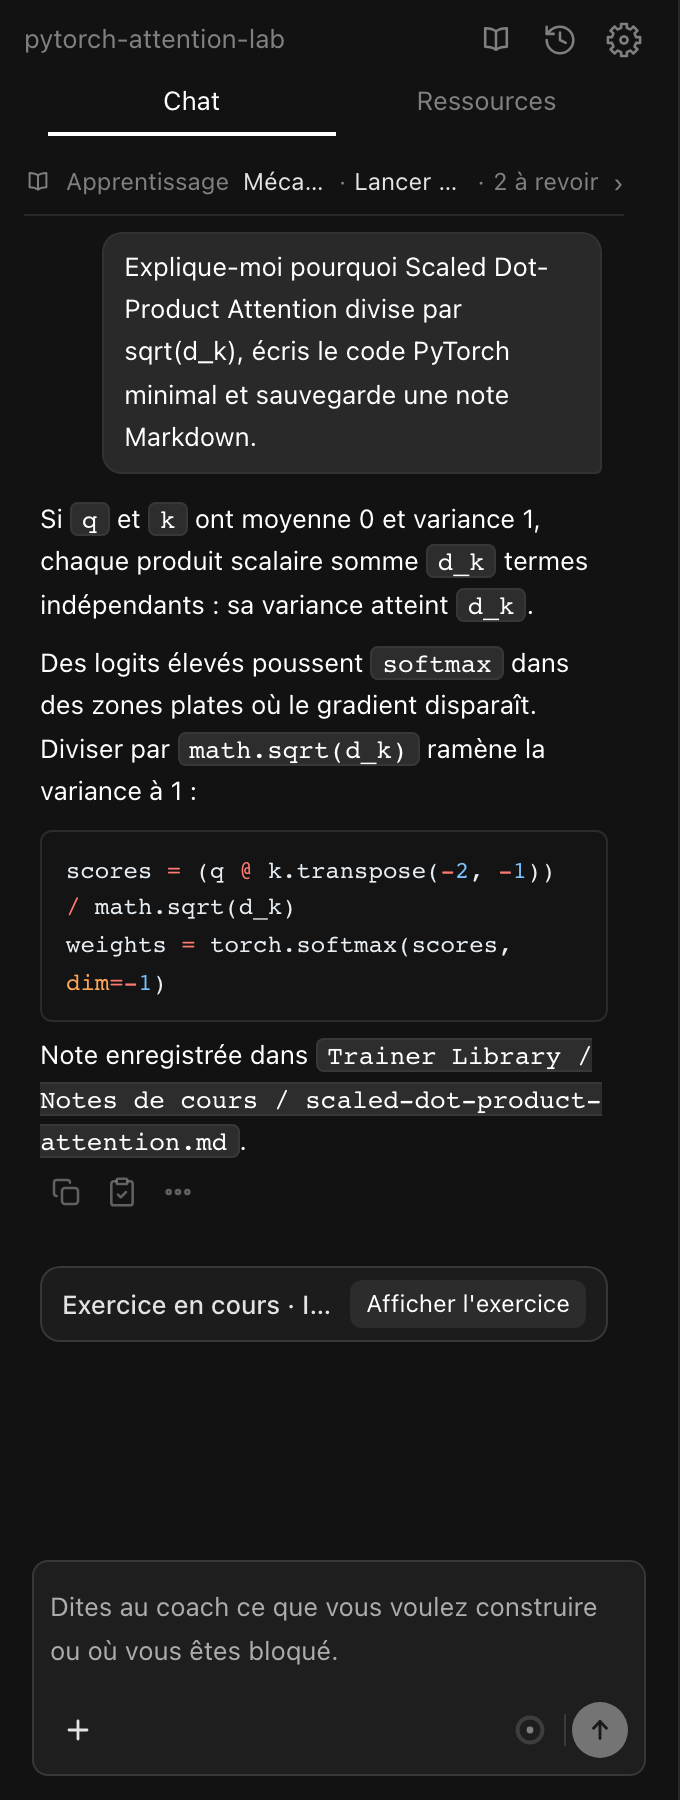 pytorch-attention-lab
Chat
Ressources
Apprentissage Méca... · Lancer ... · 2 à revoir ›
Explique-moi pourquoi Scaled Dot-
Product Attention divise par
sqrt(d_k), écris le code PyTorch
minimal et sauvegarde une note
Markdown.
Si q et k ont moyenne 0 et variance 1,
chaque produit scalaire somme d_k termes
indépendants : sa variance atteint d_k.
Des logits élevés poussent softmax dans
des zones plates où le gradient disparaît.
Diviser par math.sqrt(d_k) ramène la
variance à 1 :
scores = (q @ k.transpose(-2, -1))
/ math.sqrt(d_k)
weights = torch.softmax(scores,
dim=-1)
Note enregistrée dans Trainer Library /
Notes de cours / scaled-dot-product-
attention.md.
Exercice en cours · I...
Afficher l'exercice
Dites au coach ce que vous voulez construire
ou où vous êtes bloqué.